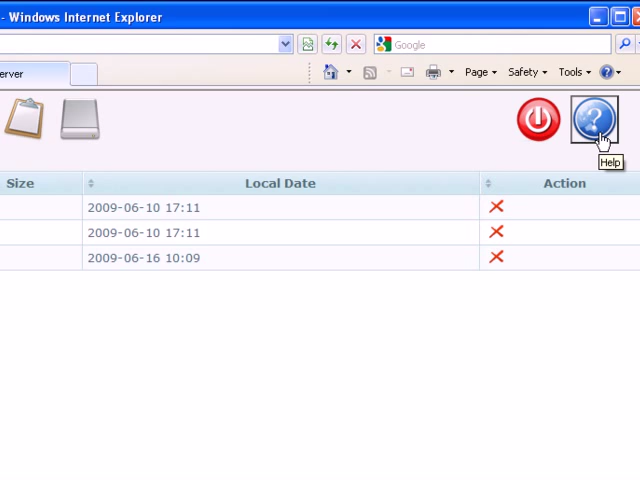 - Windows Internet Explorer
Google
erver
Page
Safety
Tools
Help
Size
Local Date
Action
2009-06-10 17:11
2009-06-10 17:11
2009-06-16 10:09